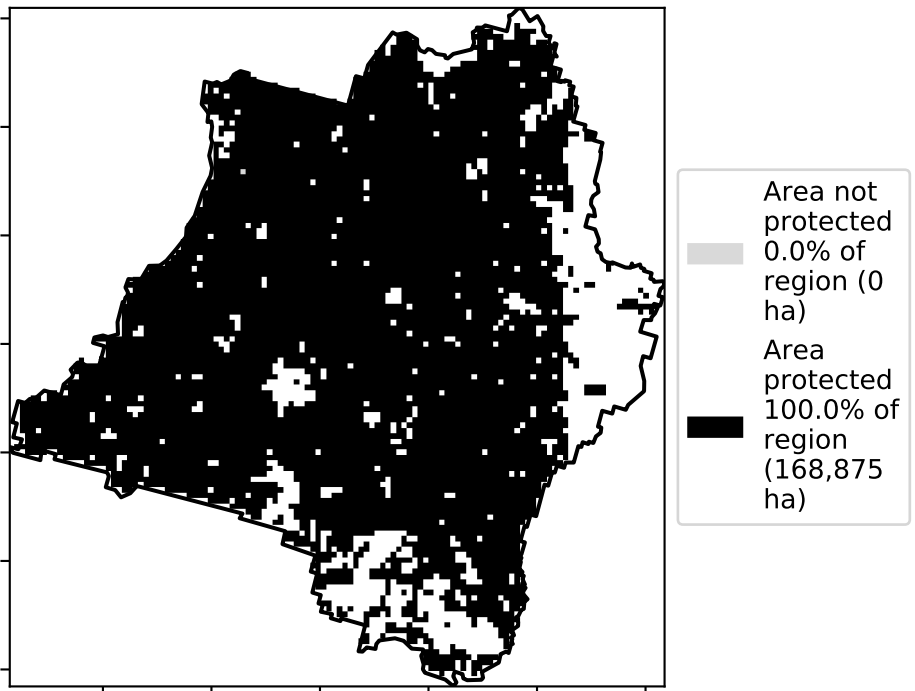 Area not
protected
0.0% of
region (0
ha)
Area
protected
100.0% of
region
(168,875
ha)